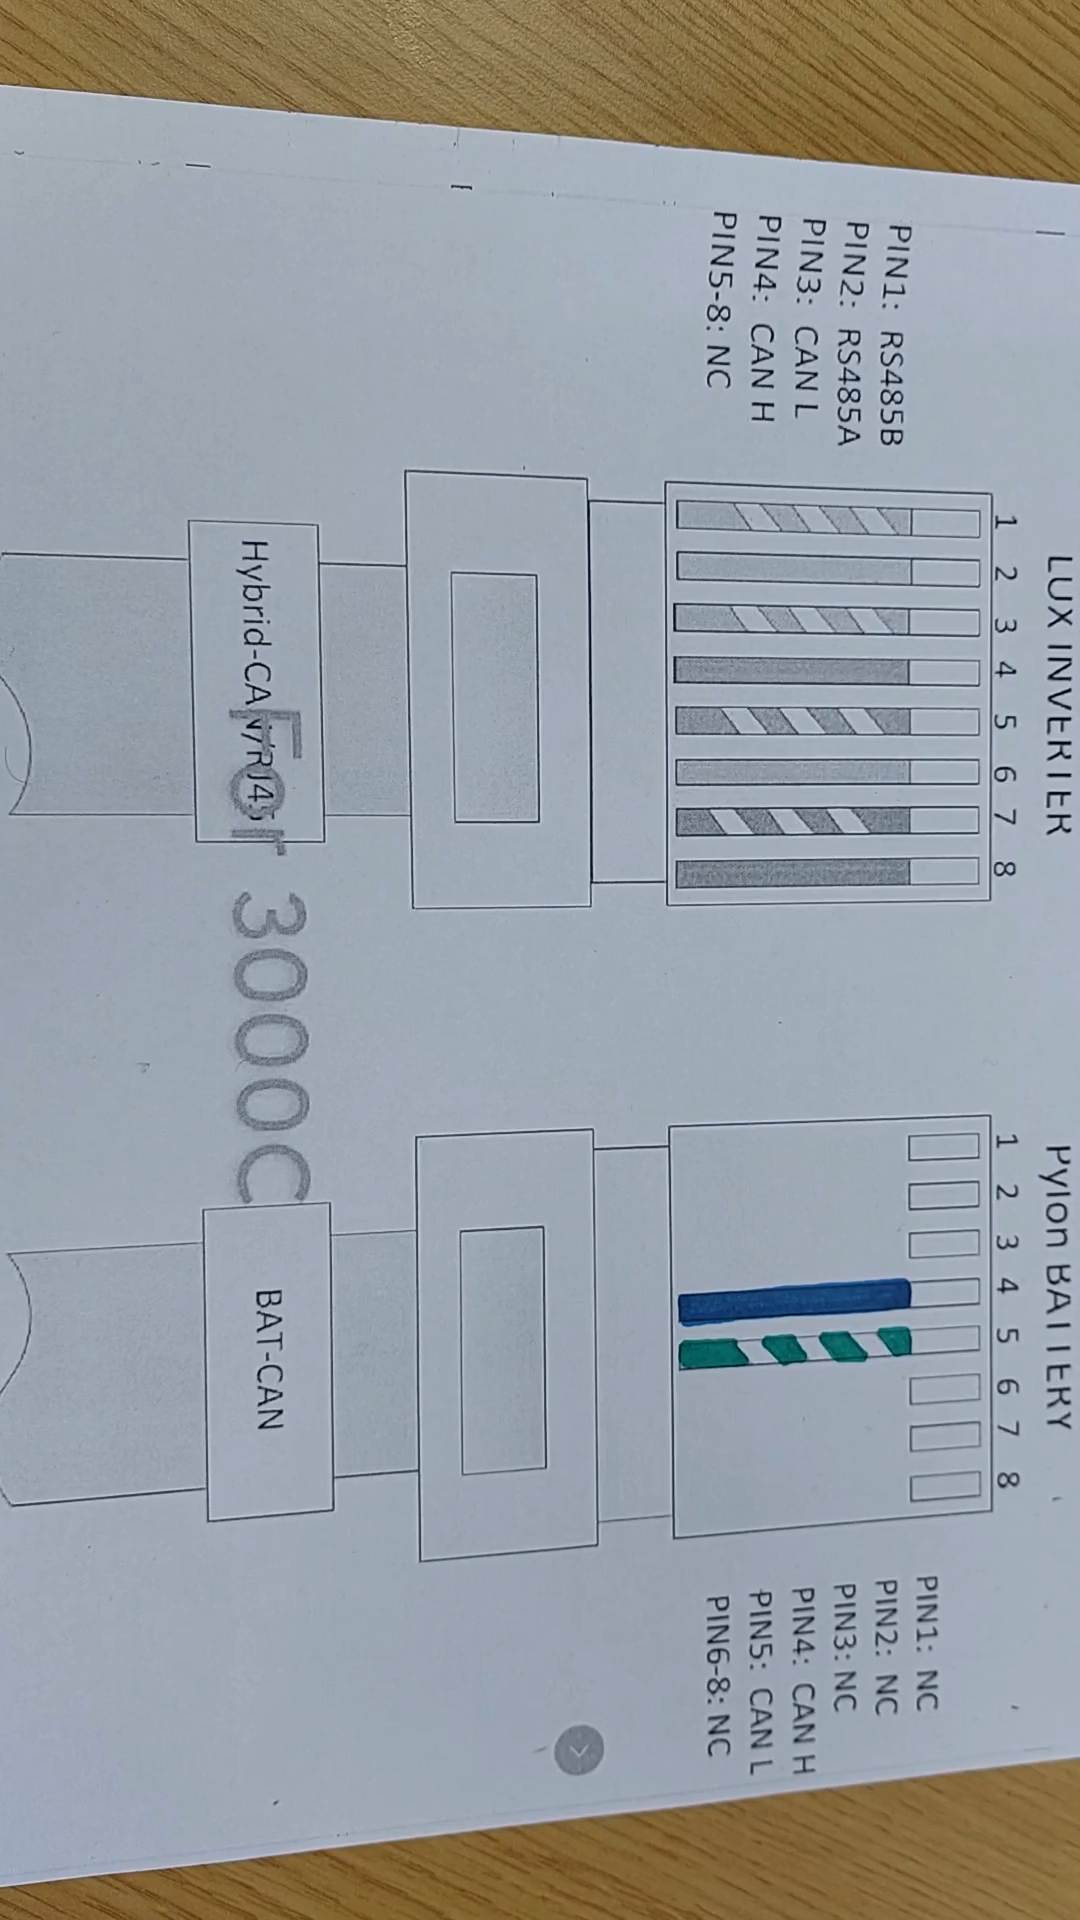 LUX INVERTER
Pylon BATTERY
1 2 3 4 5 6 7 8
1 2 3 4 5 6 7 8
PIN1: RS485B
PIN2: RS485A
PIN3: CAN L
PIN4: CAN H
PIN5-8: NC
PIN1: NC
PIN2: NC
PIN3: NC
PIN4: CAN H
PIN5: CAN L
PIN6-8: NC
Hybrid-CAN/RJ45
For 3000C
BAT-CAN